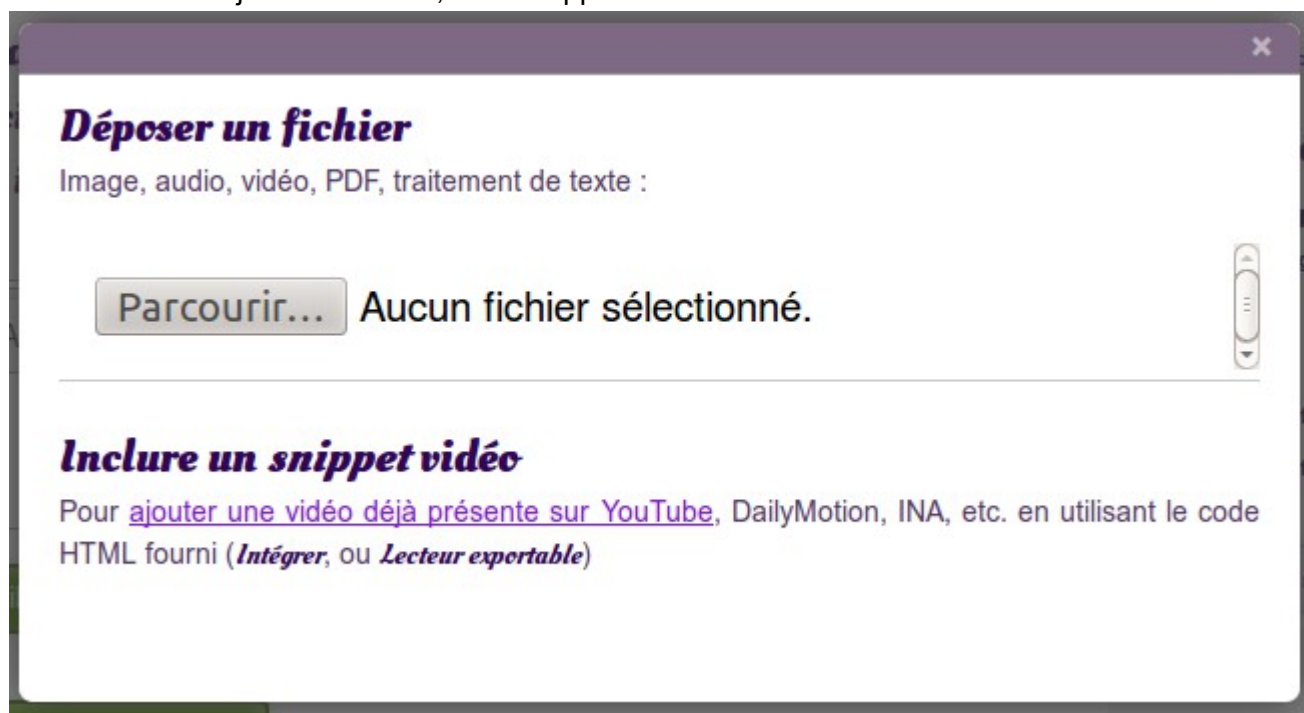 ×
Déposer un fichier
Image, audio, vidéo, PDF, traitement de texte :
Parcourir... Aucun fichier sélectionné.
Inclure un snippet vidéo
Pour ajouter une vidéo déjà présente sur YouTube, DailyMotion, INA, etc. en utilisant le code
HTML fourni (Intégrer, ou Lecteur exportable)